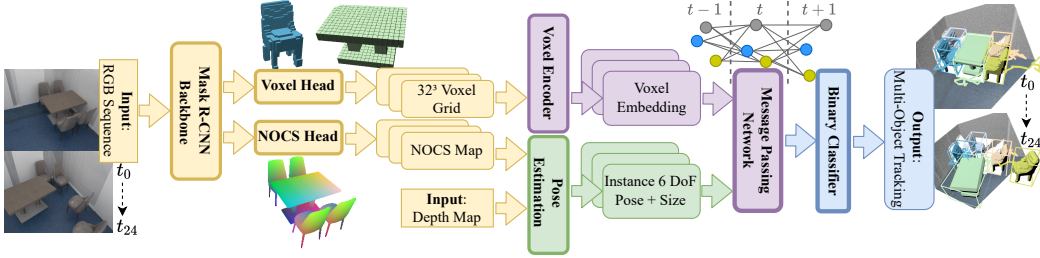 Input:
RGB Sequence
t₀
t₂₄
Mask R-CNN
Backbone
Voxel Head
NOCS Head
32³ Voxel
Grid
NOCS Map
Input:
Depth Map
Voxel Encoder
Pose
Estimation
Voxel
Embedding
Instance 6 DoF
Pose + Size
t − 1
t
t + 1
Message Passing
Network
Binary Classifier
Output:
Multi-Object Tracking
t₀
t₂₄